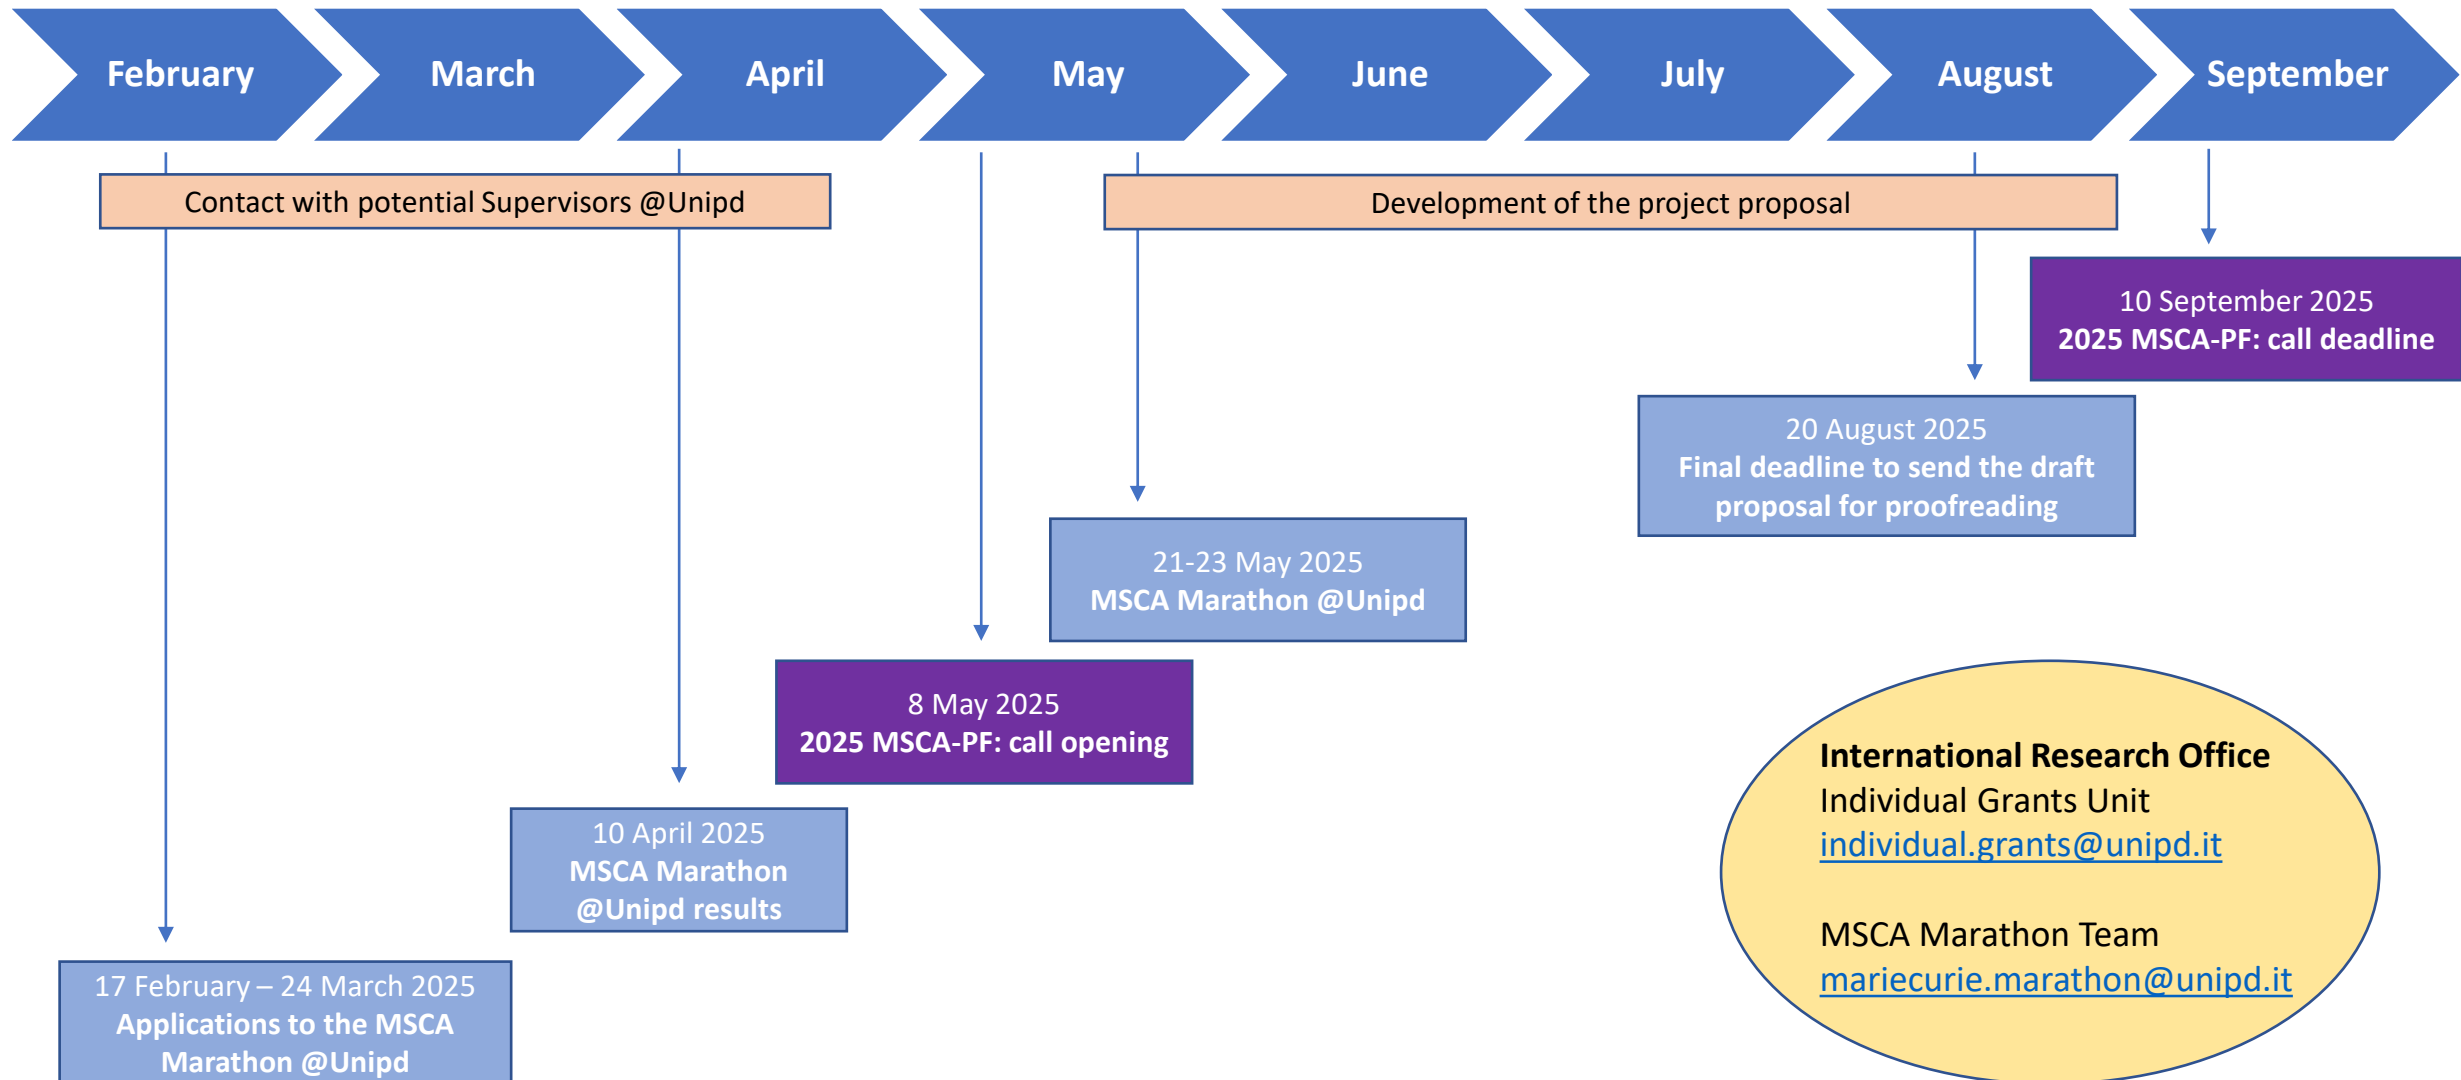 February
March
April
May
June
July
August
September
Contact with potential Supervisors @Unipd
Development of the project proposal
10 September 2025
2025 MSCA-PF: call deadline
20 August 2025
Final deadline to send the draft
proposal for proofreading
21-23 May 2025
MSCA Marathon @Unipd
8 May 2025
2025 MSCA-PF: call opening
10 April 2025
MSCA Marathon
@Unipd results
17 February – 24 March 2025
Applications to the MSCA
Marathon @Unipd
International Research Office
Individual Grants Unit
individual.grants@unipd.it
MSCA Marathon Team
mariecurie.marathon@unipd.it